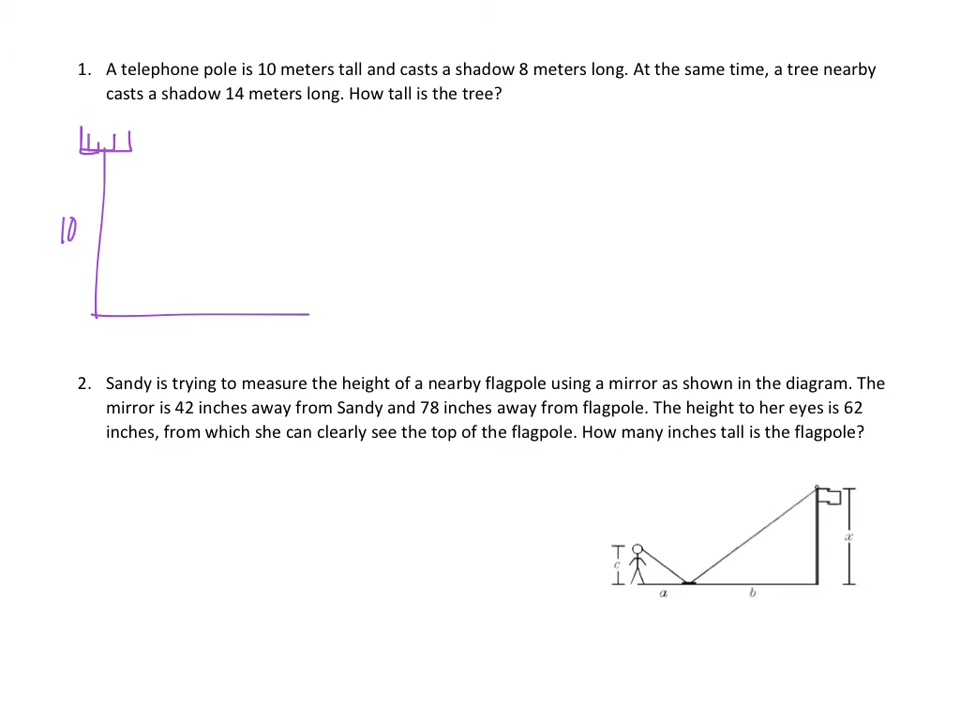 1. A telephone pole is 10 meters tall and casts a shadow 8 meters long. At the same time, a tree nearby
casts a shadow 14 meters long. How tall is the tree?
10
2. Sandy is trying to measure the height of a nearby flagpole using a mirror as shown in the diagram. The
mirror is 42 inches away from Sandy and 78 inches away from flagpole. The height to her eyes is 62
inches, from which she can clearly see the top of the flagpole. How many inches tall is the flagpole?
x
c
a b